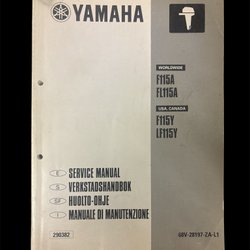 YAMAHA
WORLDWIDE
F115A
FL115A
USA, CANADA
F115Y
LF115Y
E SERVICE MANUAL
S VERKSTADSHANDBOK
SF HUOLTO-OHJE
I MANUALE DI MANUTENZIONE
290382
68V-28197-ZA-L1